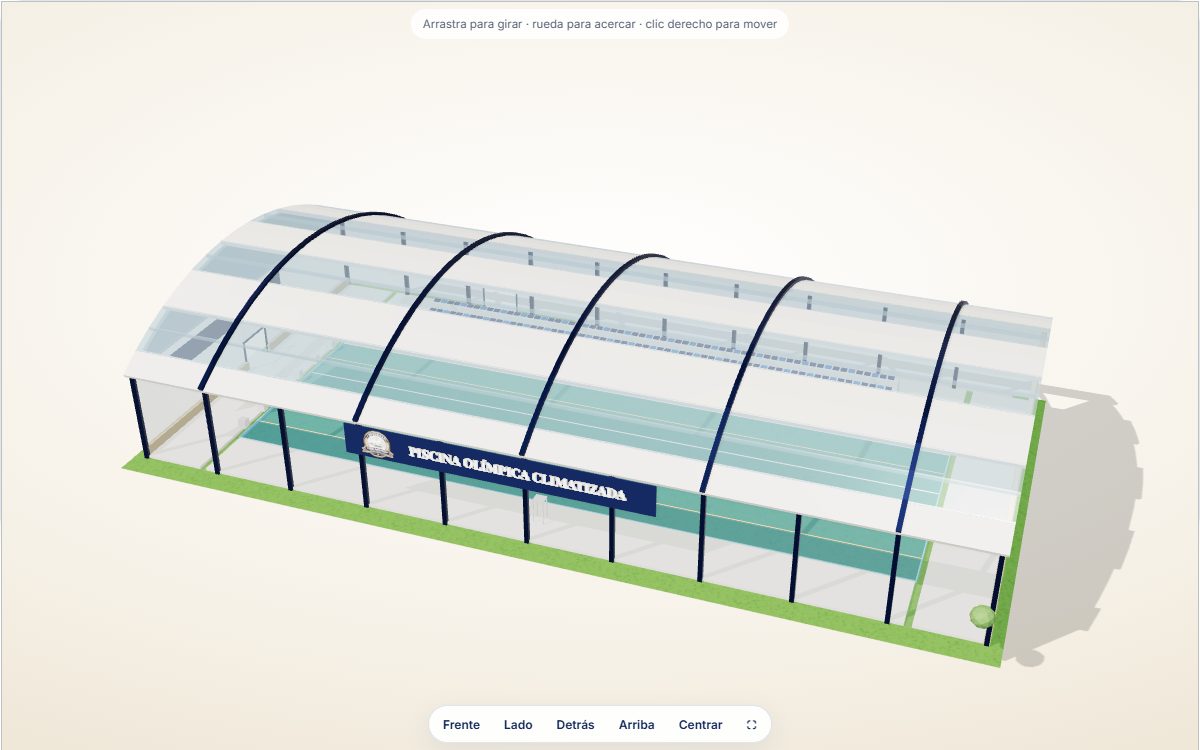 Arrastra para girar · rueda para acercar · clic derecho para mover
PISCINA OLÍMPICA CLIMATIZADA
Frente Lado Detrás Arriba Centrar